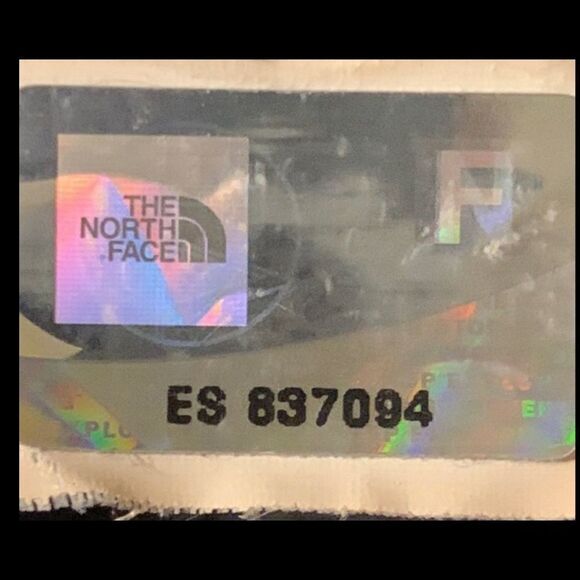 THE
NORTH
FACE
F
ES 837094